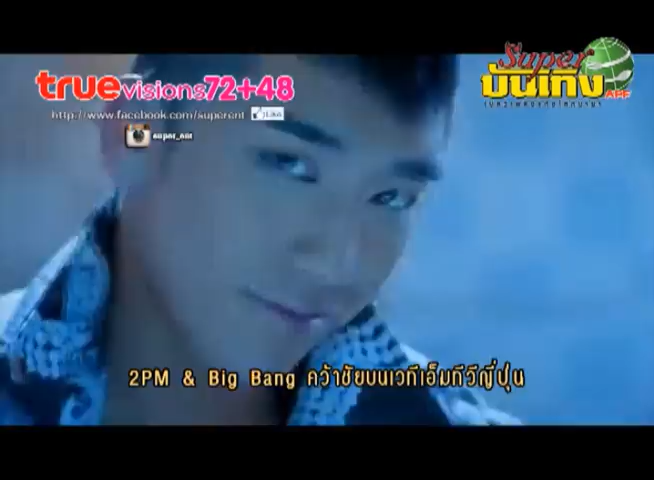 truevisions72+48
http://www.facebook.com/superent Like
super_ent
Super
บันเทิง
APP
2PM & Big Bang คว้าชัยบนเวทีเอ็มทีวีญี่ปุ่น